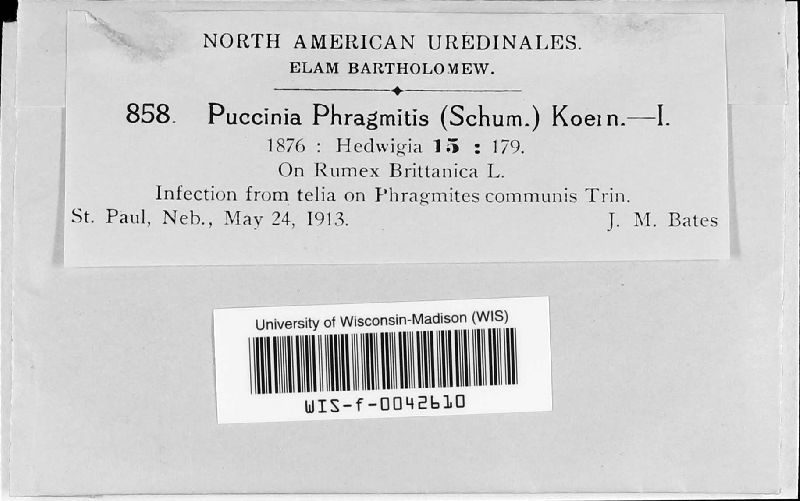 NORTH AMERICAN UREDINALES.
ELAM BARTHOLOMEW.
858. Puccinia Phragmitis (Schum.) Koern.—I.
1876 : Hedwigia 15 : 179.
On Rumex Brittanica L.
Infection from telia on Phragmites communis Trin.
St. Paul, Neb., May 24, 1913. J. M. Bates
University of Wisconsin-Madison (WIS)
WIS-f-0042610